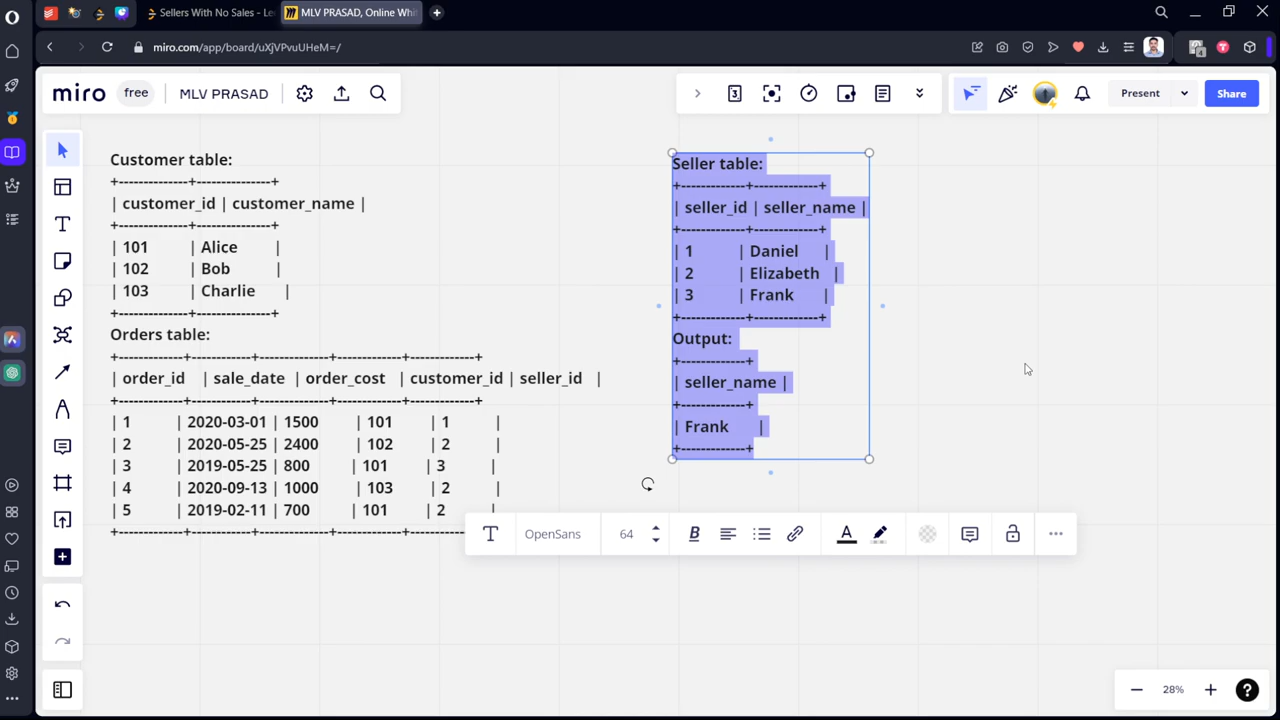 Sellers With No Sales - Le
MLV PRASAD, Online Whit
miro.com/app/board/uXjVPvuUHeM=/
miro
free
MLV PRASAD
3
Present
Share
Customer table:
+-------------+--------------+
| customer_id | customer_name |
+-------------+--------------+
| 101 | Alice |
| 102 | Bob |
| 103 | Charlie |
+-------------+--------------+
Orders table:
+------------+------------+-------------+------------+------------+
| order_id | sale_date | order_cost | customer_id | seller_id |
+------------+------------+-------------+------------+------------+
| 1 | 2020-03-01 | 1500 | 101 | 1 |
| 2 | 2020-05-25 | 2400 | 102 | 2 |
| 3 | 2019-05-25 | 800 | 101 | 3 |
| 4 | 2020-09-13 | 1000 | 103 | 2 |
| 5 | 2019-02-11 | 700 | 101 | 2 |
+------------+------------+-------------+------------+--------
Seller table:
+------------+------------+
| seller_id | seller_name |
+------------+------------+
| 1 | Daniel |
| 2 | Elizabeth |
| 3 | Frank |
+------------+------------+
Output:
+-------------+
| seller_name |
+-------------+
| Frank |
+-------------+
T
OpenSans
64
B
A
28%
?